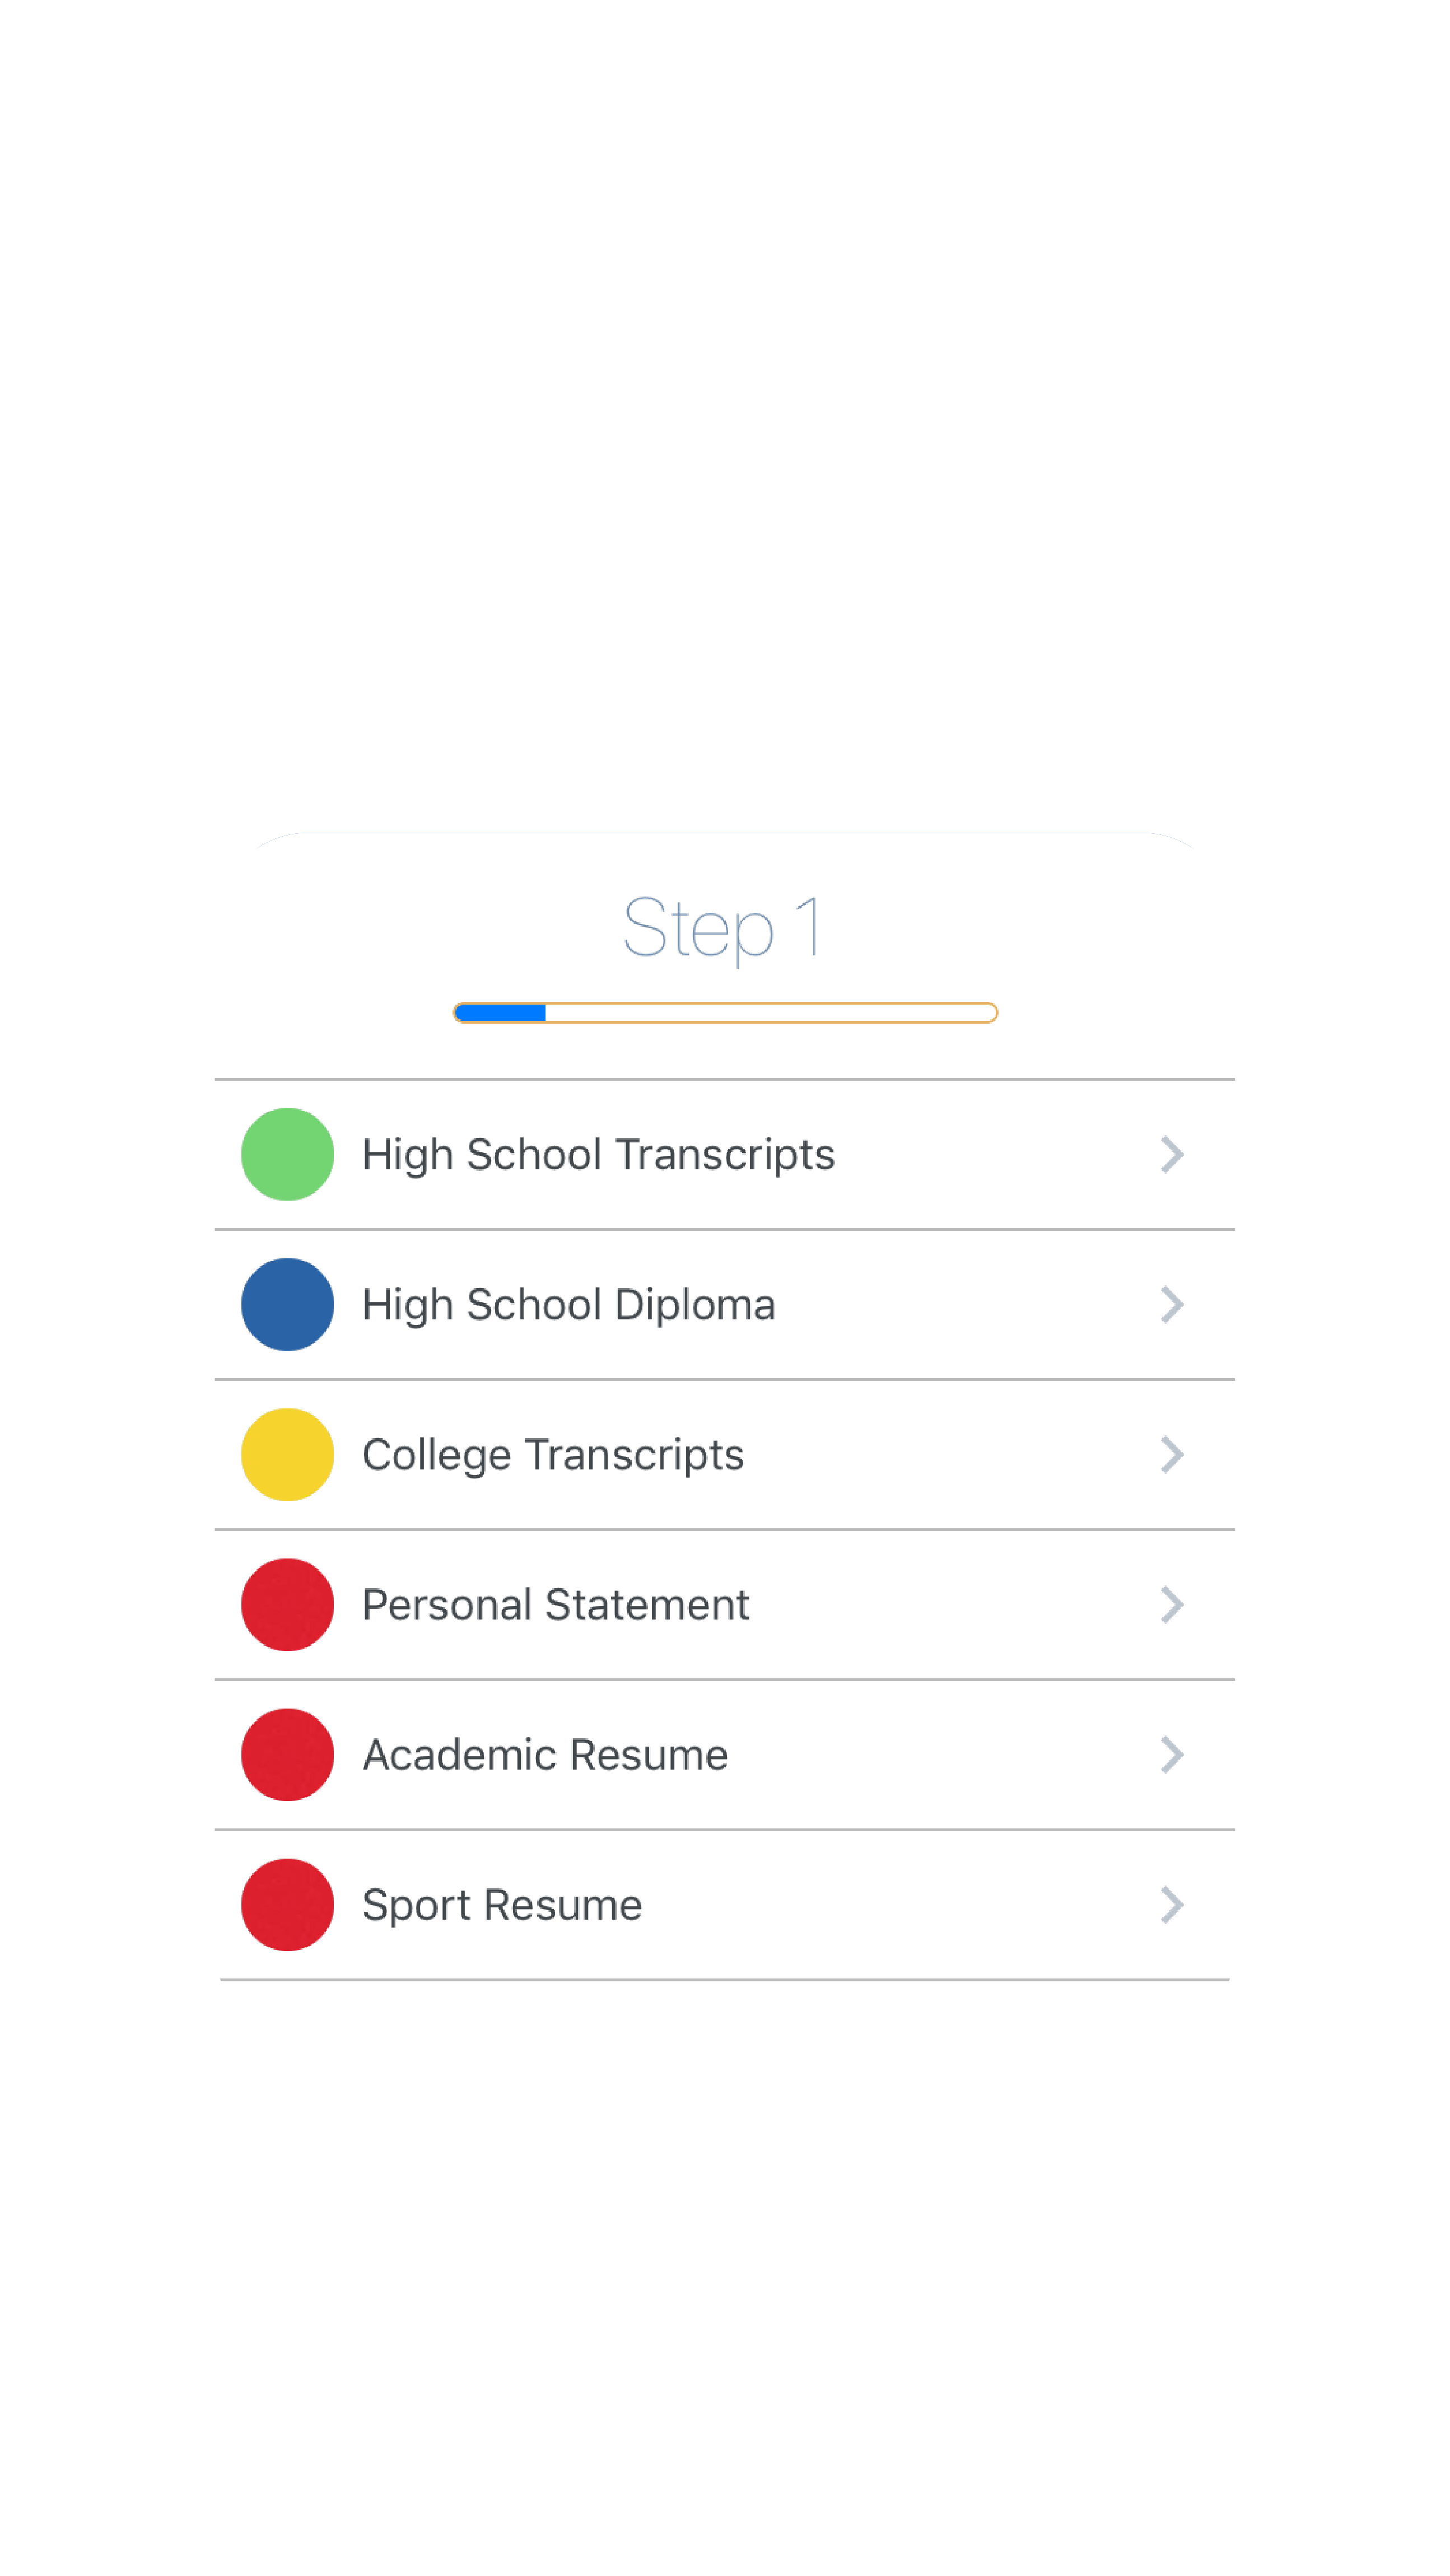 Step 1
High School Transcripts
High School Diploma
College Transcripts
Personal Statement
Academic Resume
Sport Resume